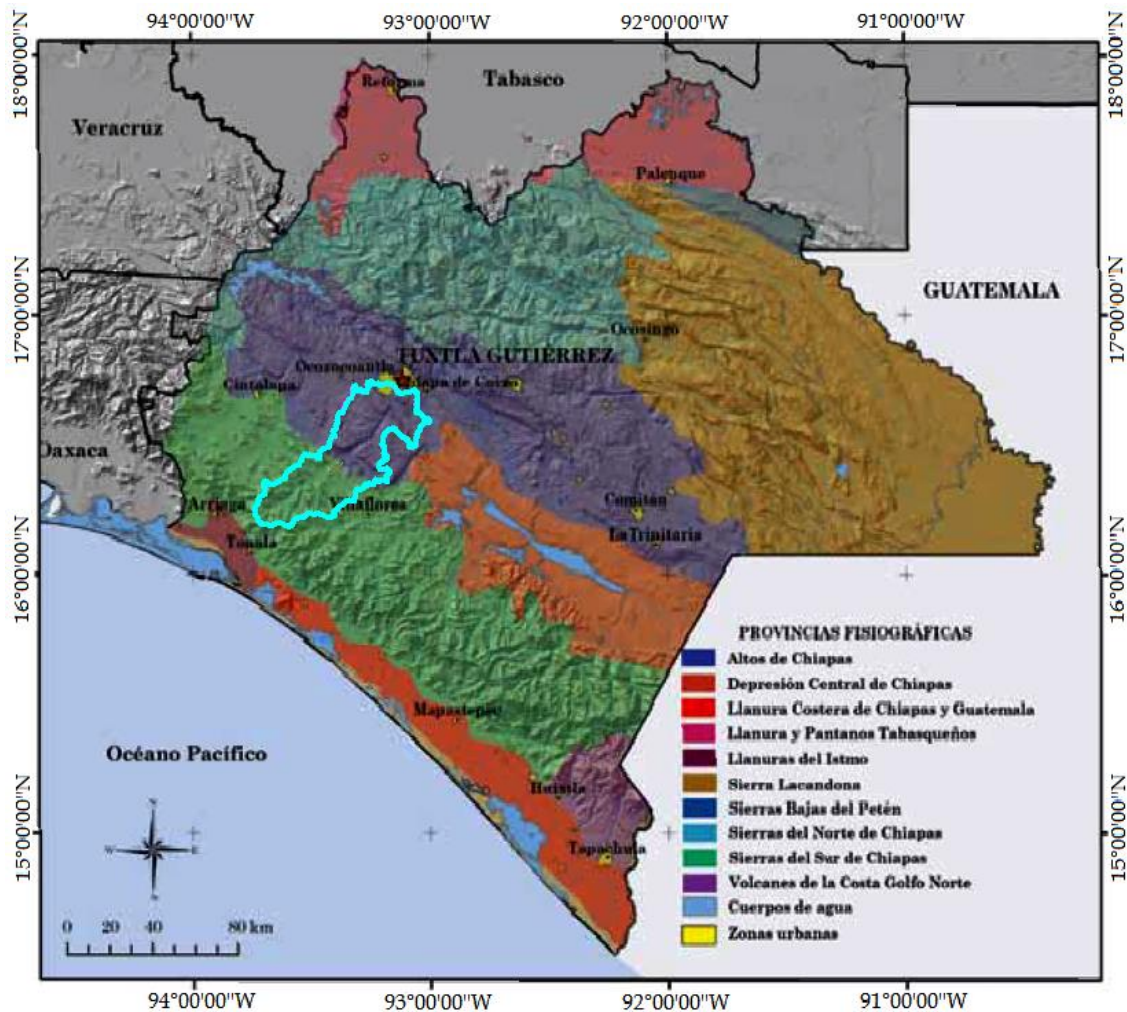 94°00'00"W 93°00'00"W 92°00'00"W 91°00'00"W
18°00'00"N
18°00'00"N
Reforma
Tabasco
Veracruz
Palenque
17°00'00"N
17°00'00"N
GUATEMALA
Ocosingo
TUXTLA GUTIÉRREZ
Ocozocoautla
Chiapa de Corzo
Cintalapa
Oaxaca
Arriaga
Villaflores
Comitan
La Trinitaria
Tonala
16°00'00"N
16°00'00"N
PROVINCIAS FISIOGRÁFICAS
Altos de Chiapas
Depresión Central de Chiapas
Llanura Costera de Chiapas y Guatemala
Llanura y Pantanos Tabasqueños
Llanuras del Istmo
Sierra Lacandona
Sierras Bajas del Petén
Sierras del Norte de Chiapas
Sierras del Sur de Chiapas
Volcanes de la Costa Golfo Norte
Cuerpos de agua
Zonas urbanas
Mapastepec
Océano Pacífico
Huixtla
15°00'00"N
15°00'00"N
Tapachula
N
W E
0 20 40 80 km
94°00'00"W 93°00'00"W 92°00'00"W 91°00'00"W